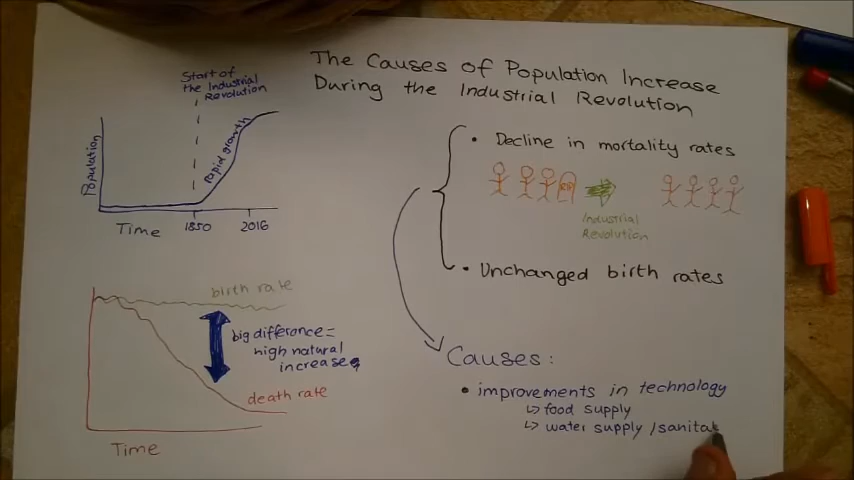 The Causes of Population Increase
During the Industrial Revolution
Start of
the Industrial
Revolution
Population
rapid growth
Time
1850
2016
• Decline in mortality rates
RIP
Industrial
Revolution
• Unchanged birth rates
birth rate
big difference =
high natural
increase
death rate
Time
Causes:
• improvements in technology
↳ food supply
↳ water supply /sanita